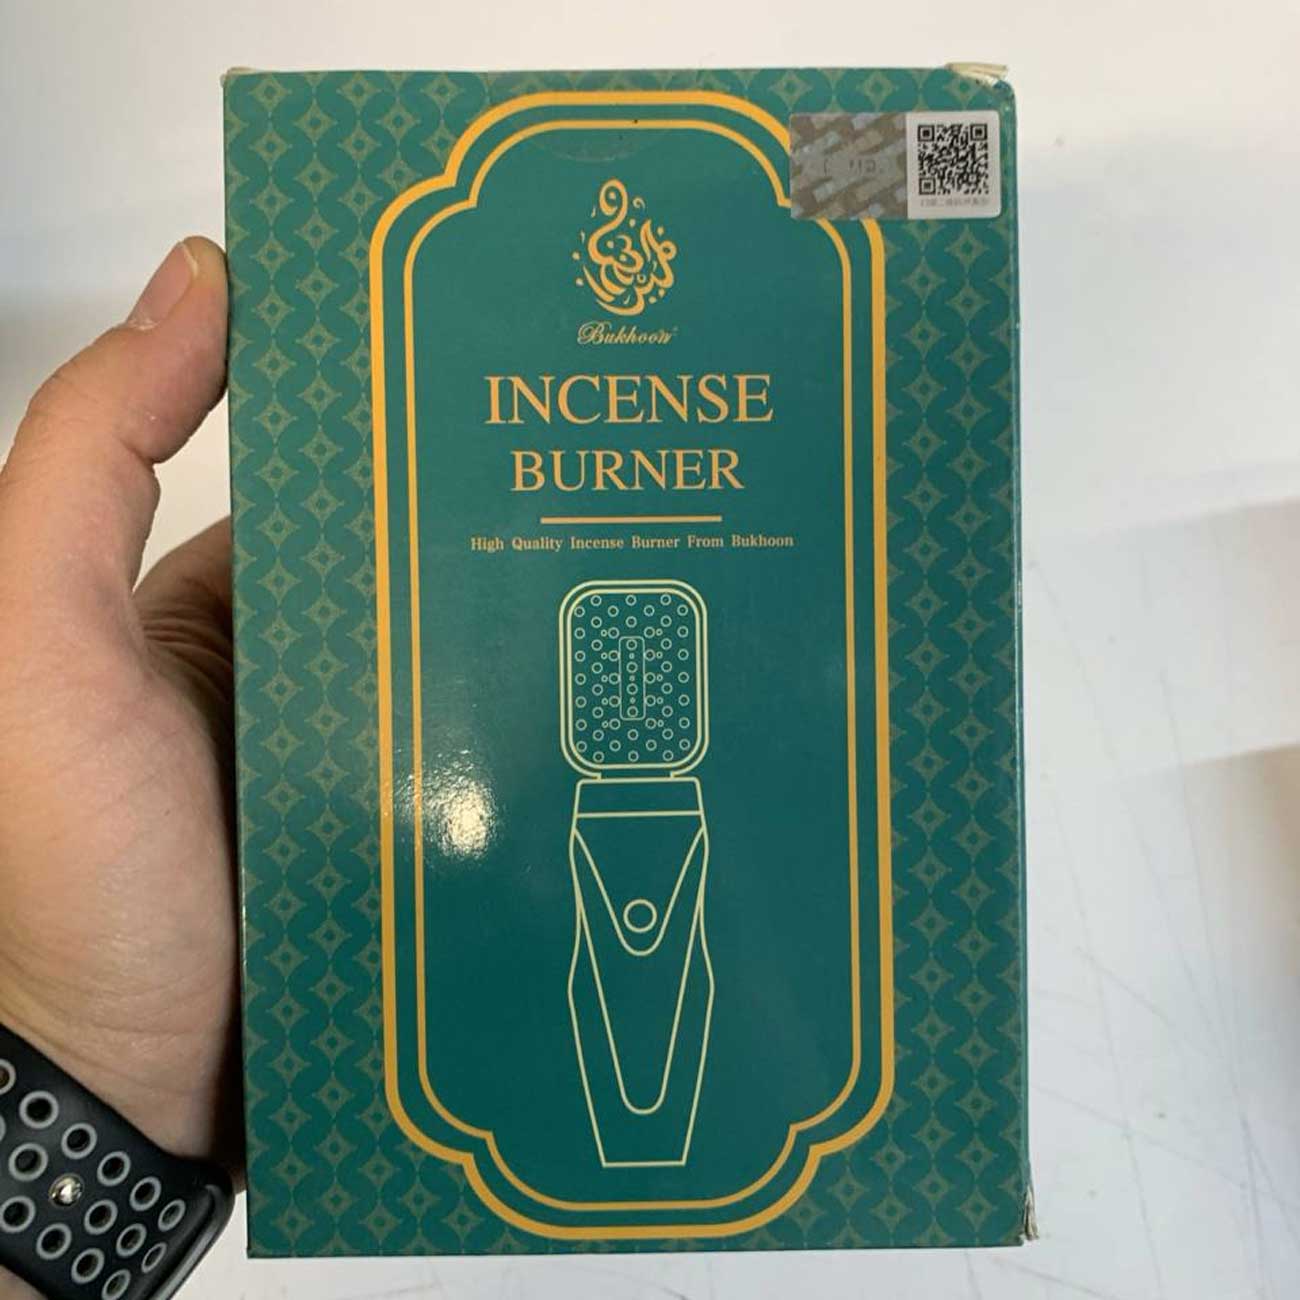 Bukhoon
INCENSE
BURNER
High Quality Incense Burner From Bukhoon